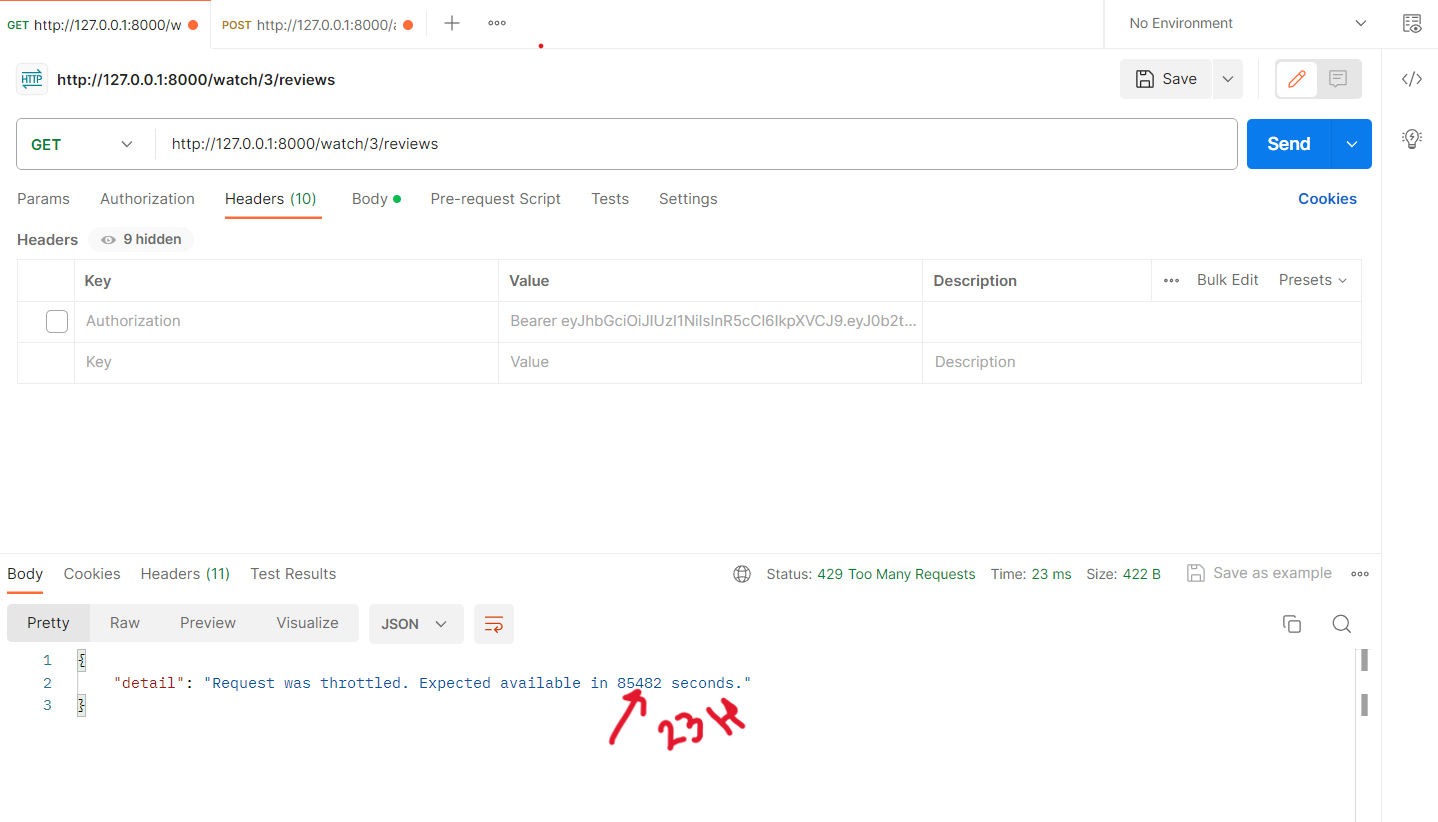 GET http://127.0.0.1:8000/w
POST http://127.0.0.1:8000/a
No Environment
HTTP http://127.0.0.1:8000/watch/3/reviews
Save
GET http://127.0.0.1:8000/watch/3/reviews Send
Params Authorization Headers (10) Body Pre-request Script Tests Settings Cookies
Headers 9 hidden
Key Value Description Bulk Edit Presets
Authorization Bearer eyJhbGciOiJIUzI1NiIsInR5cCI6IkpXVCJ9.eyJ0b2t...
Key Value Description
Body Cookies Headers (11) Test Results Status: 429 Too Many Requests Time: 23 ms Size: 422 B Save as example
Pretty Raw Preview Visualize JSON
1 {
2 "detail": "Request was throttled. Expected available in 85482 seconds."
3 }
23 H